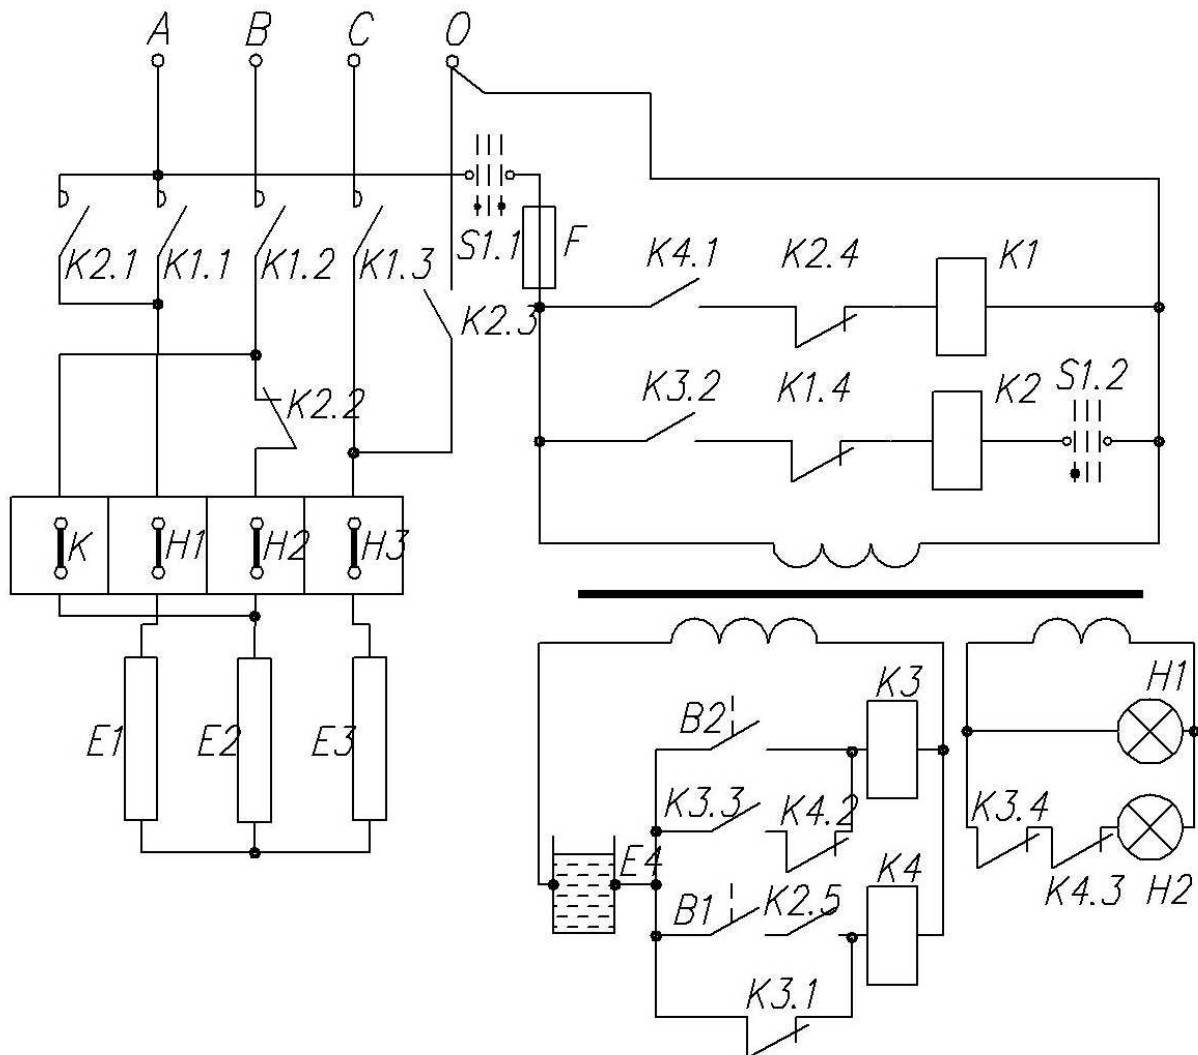 A B C O
K2.1 K1.1 K1.2 K1.3 S1.1 F K4.1 K2.4 K1
K2.3
K3.2 K1.4 K2 S1.2
K2.2
K H1 H2 H3
K3 H1
B2
E1 E2 E3
K3.3 K4.2 K3.4
E4 K4 K4.3 H2
B1 K2.5
K3.1